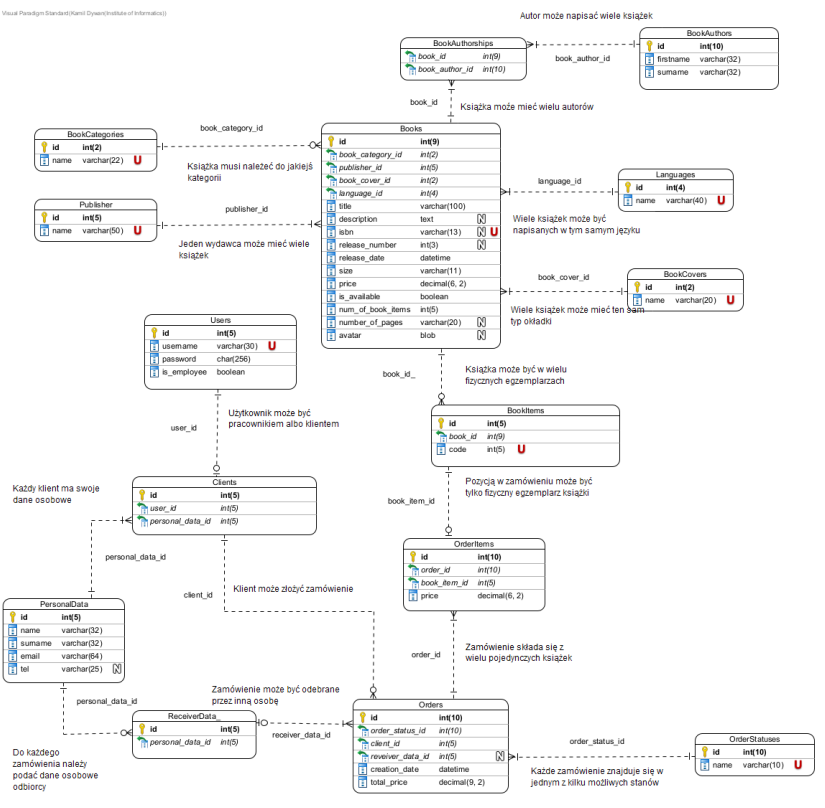 Visual Paradigm Standard(Kamil Dywan(Institute of Informatics))
Autor może napisać wiele książek
BookAuthorships
book_id int(9)
book_author_id int(10)
book_author_id
BookAuthors
id int(10)
firstname varchar(32)
surname varchar(32)
book_id
Książka może mieć wielu autorów
BookCategories
id int(2)
name varchar(22) U
book_category_id
Książka musi należeć do jakiejś
kategorii
Publisher
id int(5)
name varchar(50) U
publisher_id
Jeden wydawca może mieć wiele
książek
Books
id int(9)
book_category_id int(2)
publisher_id int(5)
book_cover_id int(2)
language_id int(4)
title varchar(100)
description text N
isbn varchar(13) N U
release_number int(3) N
release_date datetime
size varchar(11)
price decimal(6, 2)
is_available boolean
num_of_book_items int(5)
number_of_pages varchar(20) N
avatar blob N
language_id
Languages
id int(4)
name varchar(40) U
Wiele książek może być
napisanych w tym samym języku
book_cover_id
BookCovers
id int(2)
name varchar(20) U
Wiele książek może mieć ten sam
typ okładki
Users
id int(5)
username varchar(30) U
password char(256)
is_employee boolean
book_id_
Książka może być w wielu
fizycznych egzemplarzach
user_id
Użytkownik może być
pracownikiem albo klientem
BookItems
id int(5)
book_id int(9)
code int(5) U
Każdy klient ma swoje
dane osobowe
Clients
id int(5)
user_id int(5)
personal_data_id int(5)
book_item_id
Pozycją w zamówieniu może być
tylko fizyczny egzemplarz książki
personal_data_id
client_id
Klient może złożyć zamówienie
OrderItems
id int(10)
order_id int(10)
book_item_id int(5)
price decimal(6, 2)
PersonalData
id int(5)
name varchar(32)
surname varchar(32)
email varchar(64)
tel varchar(25) N
order_id
Zamówienie składa się z
wielu pojedynczych książek
personal_data_id
Zamówienie może być odebrane
przez inną osobę
ReceiverData_
id int(5)
personal_data_id int(5)
receiver_data_id
Do każdego
zamówienia należy
podać dane osobowe
odbiorcy
Orders
id int(10)
order_status_id int(10)
client_id int(5)
reveiver_data_id int(5) N
creation_date datetime
total_price decimal(9, 2)
order_status_id
Każde zamówienie znajduje się w
jednym z kilku możliwych stanów
OrderStatuses
id int(10)
name varchar(10) U